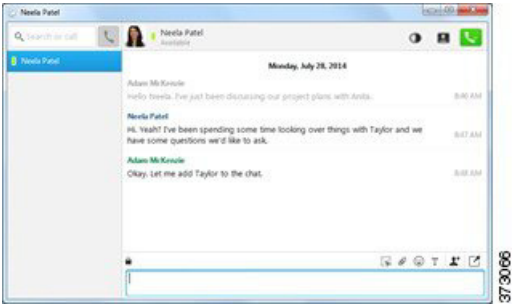 Neela Patel
Search or call
Neela Patel
Neela Patel
Available
Monday, July 28, 2014
Adam McKenzie
Hello Neela. I've just been discussing our project plans with Anita.
8:46 AM
Neela Patel
Hi. Yeah! I've been spending some time looking over things with Taylor and we
have some questions we'd like to ask.
8:47 AM
Adam McKenzie
Okay. Let me add Taylor to the chat.
8:48 AM
373066